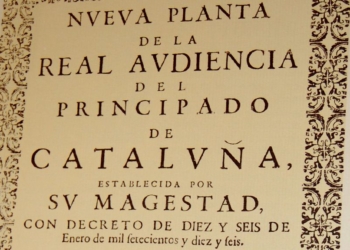 NVEVA PLANTA
DE LA
REAL AVDIENCIA
DEL
PRINCIPADO
DE
CATALVÑA,
ESTABLECIDA POR
SV MAGESTAD,
CON DECRETO DE DIEZ Y SEIS DE
Enero de mil setecientos y diez y seis.